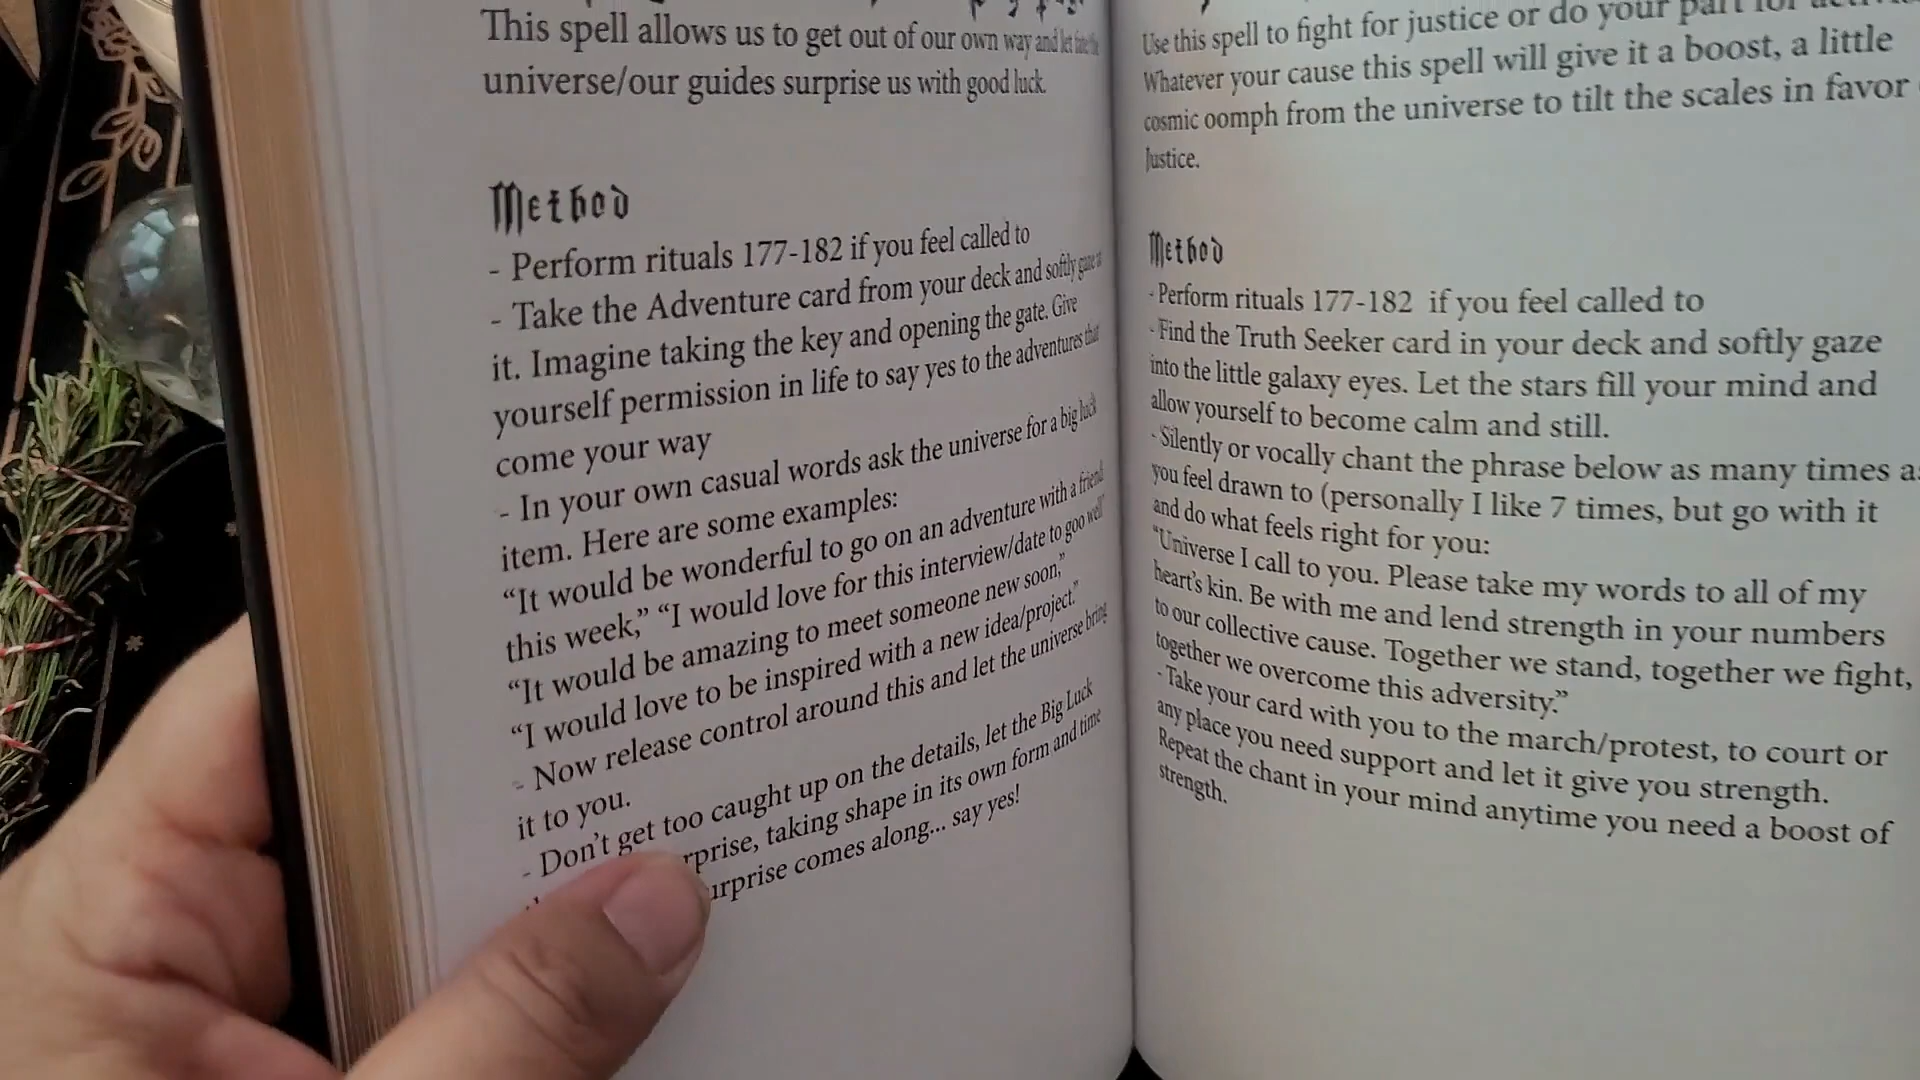 This spell allows us to get out of our own way and let
universe/our guides surprise us with good luck.
Method
- Perform rituals 177-182 if you feel called to
- Take the Adventure card from your deck and softly gaze at
it. Imagine taking the key and opening the gate. Give
yourself permission in life to say yes to the adventures that
come your way
- In your own casual words ask the universe for a big luck
item. Here are some examples:
“It would be wonderful to go on an adventure with a friend
this week,” “I would love for this interview/date to goo well”
“It would be amazing to meet someone new soon,”
“I would love to be inspired with a new idea/project.”
- Now release control around this and let the universe bring
it to you.
- Don’t get too caught up on the details, let the Big Luck
rprise, taking shape in its own form and time
urprise comes along... say yes!
Use this spell to fight for justice or do your part for
Whatever your cause this spell will give it a boost, a little
cosmic oomph from the universe to tilt the scales in favor
Justice.
Method
- Perform rituals 177-182 if you feel called to
- Find the Truth Seeker card in your deck and softly gaze
into the little galaxy eyes. Let the stars fill your mind and
allow yourself to become calm and still.
- Silently or vocally chant the phrase below as many times as
you feel drawn to (personally I like 7 times, but go with it
and do what feels right for you:
“Universe I call to you. Please take my words to all of my
heart’s kin. Be with me and lend strength in your numbers
to our collective cause. Together we stand, together we fight,
together we overcome this adversity.”
- Take your card with you to the march/protest, to court or
any place you need support and let it give you strength.
Repeat the chant in your mind anytime you need a boost of
strength.